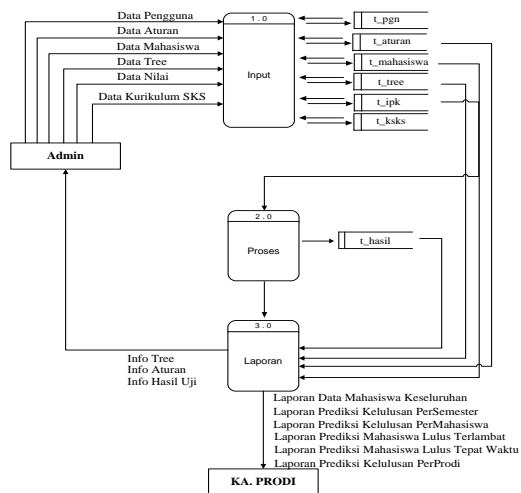 Data Pengguna
Data Aturan
Data Mahasiswa
Data Tree
Data Nilai
Data Kurikulum SKS
Admin
1 . 0
Input
t_pgn
t_aturan
t_mahasiswa
t_tree
t_ipk
t_ksks
2 . 0
Proses
t_hasil
3 . 0
Laporan
Info Tree
Info Aturan
Info Hasil Uji
Laporan Data Mahasiswa Keseluruhan
Laporan Prediksi Kelulusan PerSemester
Laporan Prediksi Kelulusan PerMahasiswa
Laporan Prediksi Mahasiswa Lulus Terlambat
Laporan Prediksi Mahasiswa Lulus Tepat Waktu
Laporan Prediksi Kelulusan PerProdi
KA. PRODI